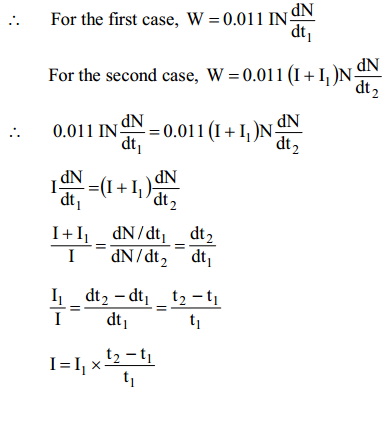 ∴ For the first case, W = 0.011 IN dN/dt₁
For the second case, W = 0.011 (I + I₁)N dN/dt₂
∴ 0.011 IN dN/dt₁ = 0.011 (I + I₁)N dN/dt₂
I dN/dt₁ = (I + I₁) dN/dt₂
(I + I₁)/I = (dN/dt₁)/(dN/dt₂) = dt₂/dt₁
I₁/I = (dt₂ − dt₁)/dt₁ = (t₂ − t₁)/t₁
I = I₁ × (t₂ − t₁)/t₁